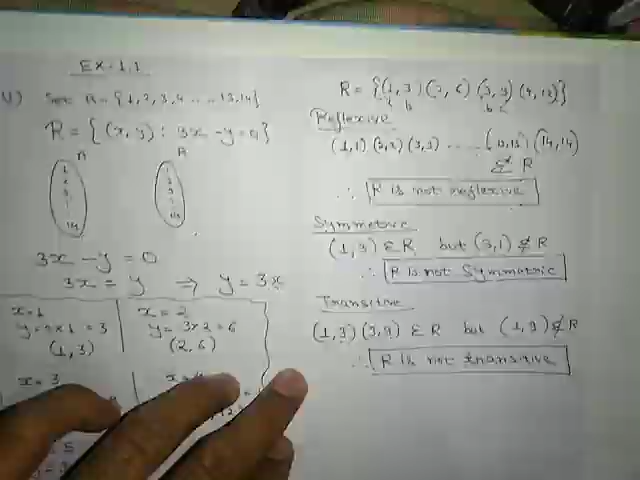 EX-1.1
Set A = {1, 2, 3, 4 ... 13, 14}
R = {(x, y) : 3x - y = 0}
A A
1
2
3
14
3x - y = 0
3x = y ⇒ y = 3x
x = 1
y = 3x1 = 3
(1, 3)
x = 2
y = 3x2 = 6
(2, 6)
x = 3
R = {(1, 3) (2, 6) (3, 9) (4, 12)}
Reflexive
(1,1) (2,2) (3,3) ..... (13,13) (14,14)
∉ R
∴ R is not reflexive
Symmetric
(1, 3) ∈ R but (3,1) ∉ R
∴ R is not Symmetric
Transitive
(1,3) (3,9) ∈ R but (1,9) ∉ R
∴ R is not transitive